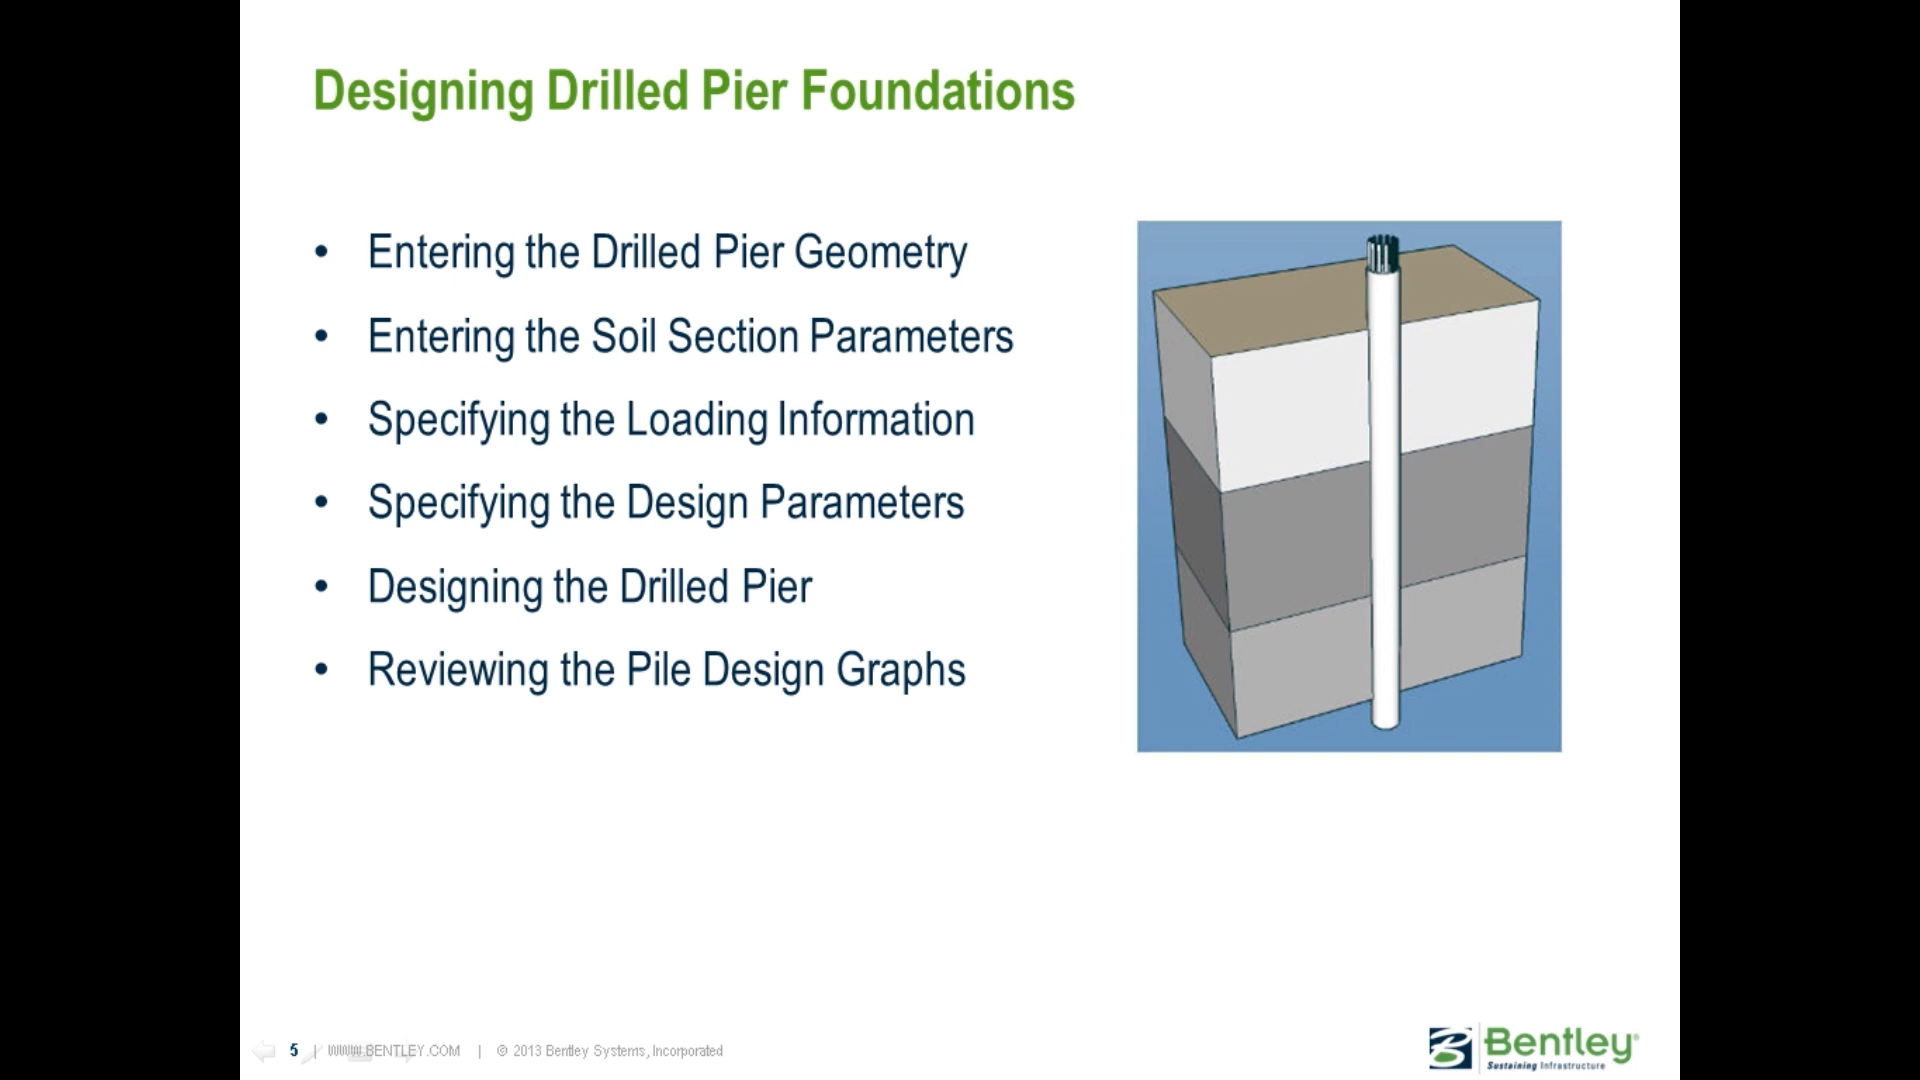 Designing Drilled Pier Foundations
• Entering the Drilled Pier Geometry
• Entering the Soil Section Parameters
• Specifying the Loading Information
• Specifying the Design Parameters
• Designing the Drilled Pier
• Reviewing the Pile Design Graphs
5 | WWW.BENTLEY.COM | © 2013 Bentley Systems, Incorporated
Bentley®
Sustaining Infrastructure